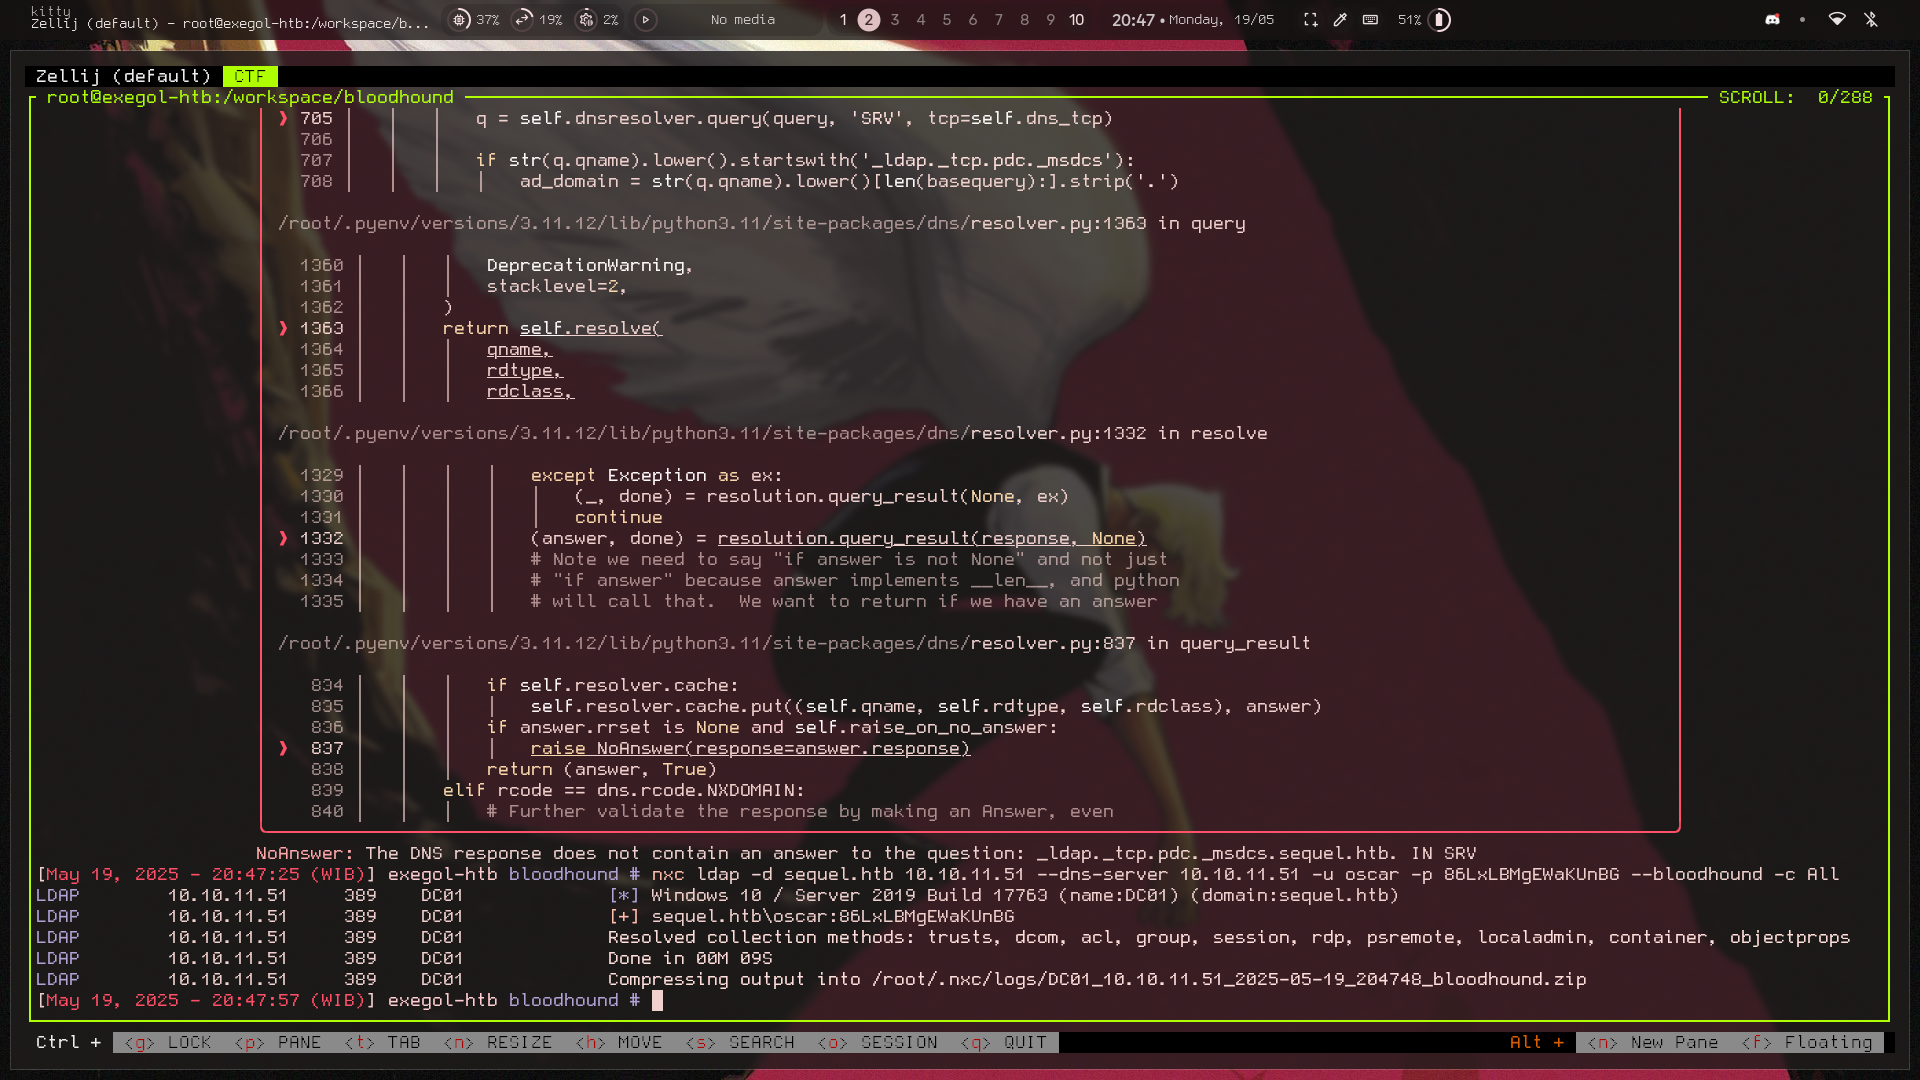 kitty
Zellij (default) - root@exegol-htb:/workspace/b...
37% 19% 2% No media 1 2 3 4 5 6 7 8 9 10 20:47 • Monday, 19/05 51%
Zellij (default) CTF
root@exegol-htb:/workspace/bloodhound SCROLL: 0/288
❱ 705 q = self.dnsresolver.query(query, 'SRV', tcp=self.dns_tcp)
706
707 if str(q.qname).lower().startswith('_ldap._tcp.pdc._msdcs'):
708 ad_domain = str(q.qname).lower()[len(basequery):].strip('.')
/root/.pyenv/versions/3.11.12/lib/python3.11/site-packages/dns/resolver.py:1363 in query
1360 DeprecationWarning,
1361 stacklevel=2,
1362 )
❱ 1363 return self.resolve(
1364 qname,
1365 rdtype,
1366 rdclass,
/root/.pyenv/versions/3.11.12/lib/python3.11/site-packages/dns/resolver.py:1332 in resolve
1329 except Exception as ex:
1330 (_, done) = resolution.query_result(None, ex)
1331 continue
❱ 1332 (answer, done) = resolution.query_result(response, None)
1333 # Note we need to say "if answer is not None" and not just
1334 # "if answer" because answer implements __len__, and python
1335 # will call that.  We want to return if we have an answer
/root/.pyenv/versions/3.11.12/lib/python3.11/site-packages/dns/resolver.py:837 in query_result
834 if self.resolver.cache:
835 self.resolver.cache.put((self.qname, self.rdtype, self.rdclass), answer)
836 if answer.rrset is None and self.raise_on_no_answer:
❱ 837 raise NoAnswer(response=answer.response)
838 return (answer, True)
839 elif rcode == dns.rcode.NXDOMAIN:
840 # Further validate the response by making an Answer, even
NoAnswer: The DNS response does not contain an answer to the question: _ldap._tcp.pdc._msdcs.sequel.htb. IN SRV
[May 19, 2025 - 20:47:25 (WIB)] exegol-htb bloodhound # nxc ldap -d sequel.htb 10.10.11.51 --dns-server 10.10.11.51 -u oscar -p 86LxLBMgEWaKUnBG --bloodhound -c All
LDAP 10.10.11.51 389 DC01 [*] Windows 10 / Server 2019 Build 17763 (name:DC01) (domain:sequel.htb)
LDAP 10.10.11.51 389 DC01 [+] sequel.htb\oscar:86LxLBMgEWaKUnBG
LDAP 10.10.11.51 389 DC01 Resolved collection methods: trusts, dcom, acl, group, session, rdp, psremote, localadmin, container, objectprops
LDAP 10.10.11.51 389 DC01 Done in 00M 09S
LDAP 10.10.11.51 389 DC01 Compressing output into /root/.nxc/logs/DC01_10.10.11.51_2025-05-19_204748_bloodhound.zip
[May 19, 2025 - 20:47:57 (WIB)] exegol-htb bloodhound #
Ctrl + <g> LOCK <p> PANE <t> TAB <n> RESIZE <h> MOVE <s> SEARCH <o> SESSION <q> QUIT Alt + <n> New Pane <f> Floating